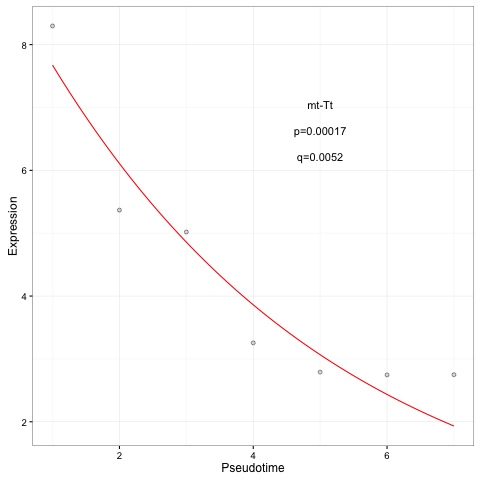 8
6
4
2
Expression
mt-Tt
p=0.00017
q=0.0052
2
4
6
Pseudotime